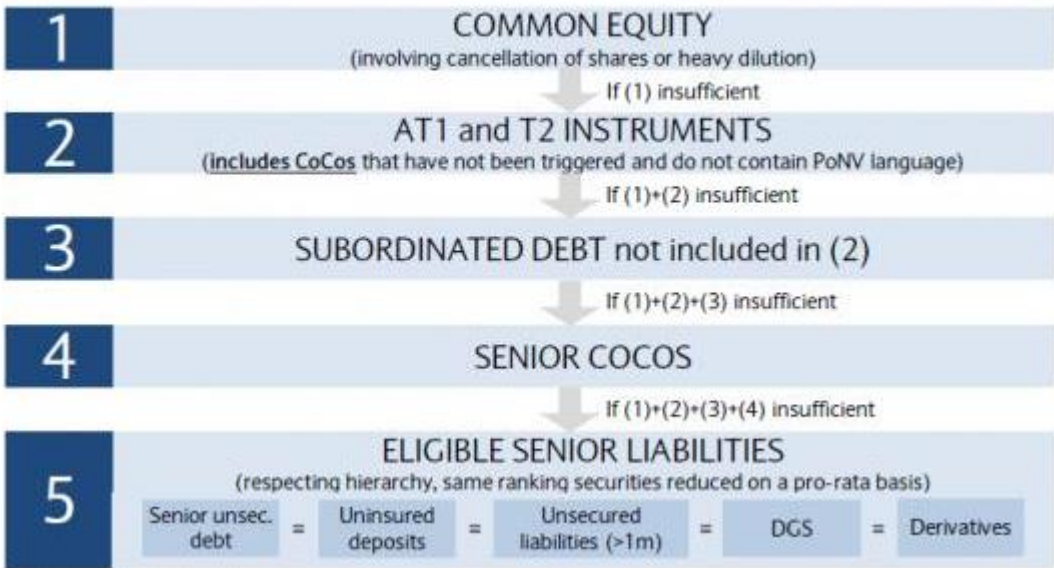 1
COMMON EQUITY
(involving cancellation of shares or heavy dilution)
If (1) insufficient
2
AT1 and T2 INSTRUMENTS
(includes CoCos that have not been triggered and do not contain PoNV language)
If (1)+(2) insufficient
3
SUBORDINATED DEBT not included in (2)
If (1)+(2)+(3) insufficient
4
SENIOR COCOS
If (1)+(2)+(3)+(4) insufficient
5
ELIGIBLE SENIOR LIABILITIES
(respecting hierarchy, same ranking securities reduced on a pro-rata basis)
Senior unsec. = Uninsured = Unsecured = DGS = Derivatives
debt deposits liabilities (>1m)